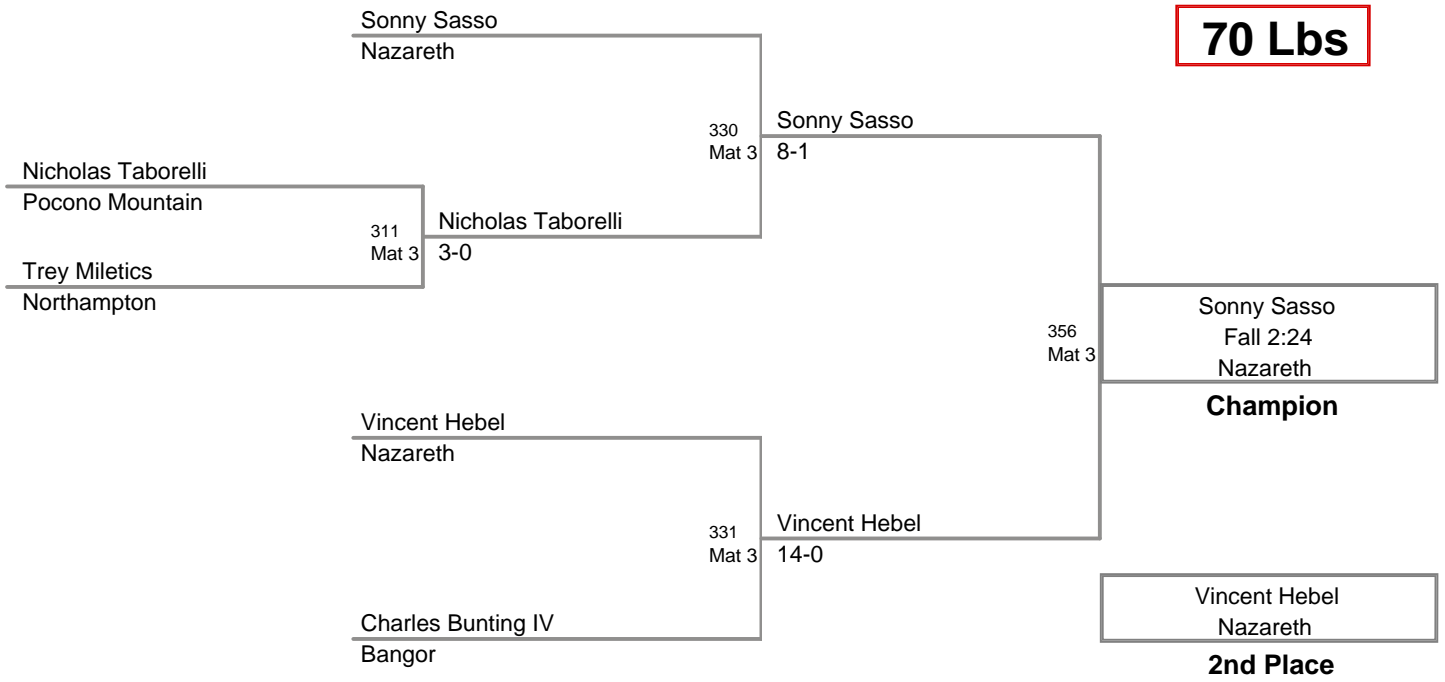 70 Lbs
Sonny Sasso
Nazareth
Nicholas Taborelli
Pocono Mountain
Trey Miletics
Northampton
311
Mat 3
Nicholas Taborelli
3-0
330
Mat 3
Sonny Sasso
8-1
Vincent Hebel
Nazareth
Charles Bunting IV
Bangor
331
Mat 3
Vincent Hebel
14-0
356
Mat 3
Sonny Sasso
Fall 2:24
Nazareth
Champion
Vincent Hebel
Nazareth
2nd Place